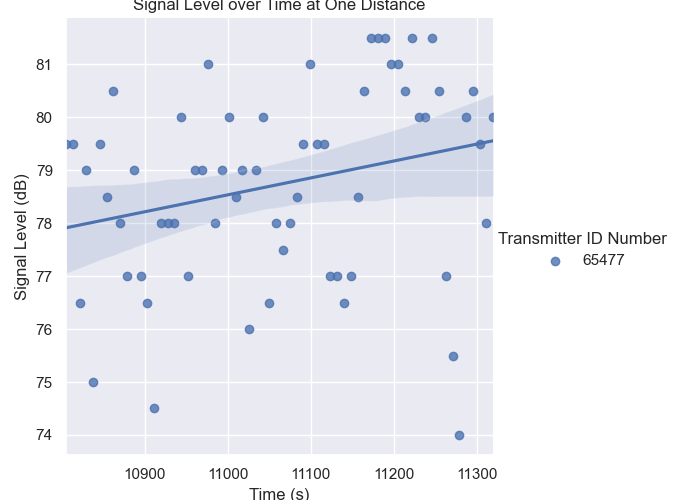 Signal Level over Time at One Distance
81
80
79
78
77
76
75
74
Signal Level (dB)
10900 11000 11100 11200 11300
Time (s)
Transmitter ID Number
65477